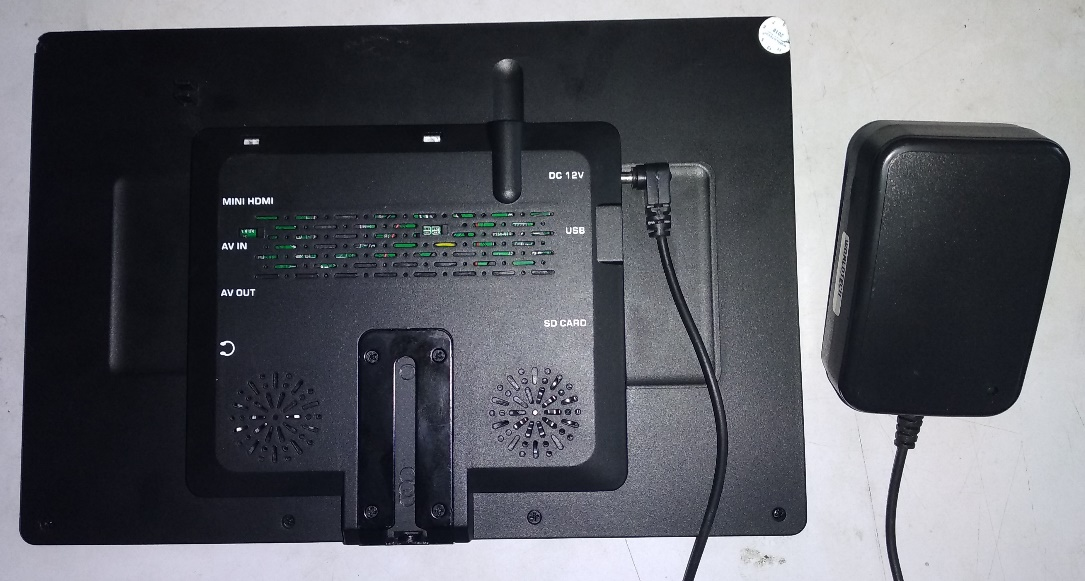 DC 12V
MINI HDMI
USB
AV IN
AV OUT
SD CARD